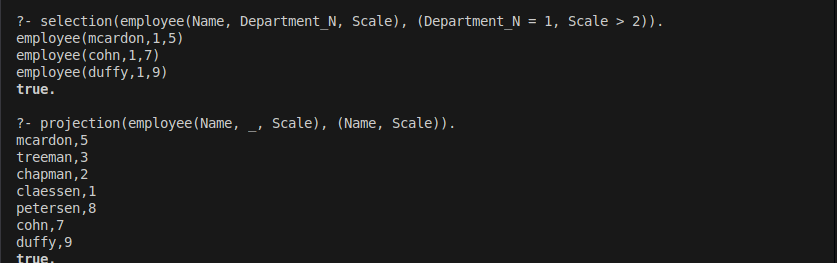 ?- selection(employee(Name, Department_N, Scale), (Department_N = 1, Scale > 2)).
employee(mcardon,1,5)
employee(cohn,1,7)
employee(duffy,1,9)
true.
?- projection(employee(Name, _, Scale), (Name, Scale)).
mcardon,5
treeman,3
chapman,2
claessen,1
petersen,8
cohn,7
duffy,9
true.